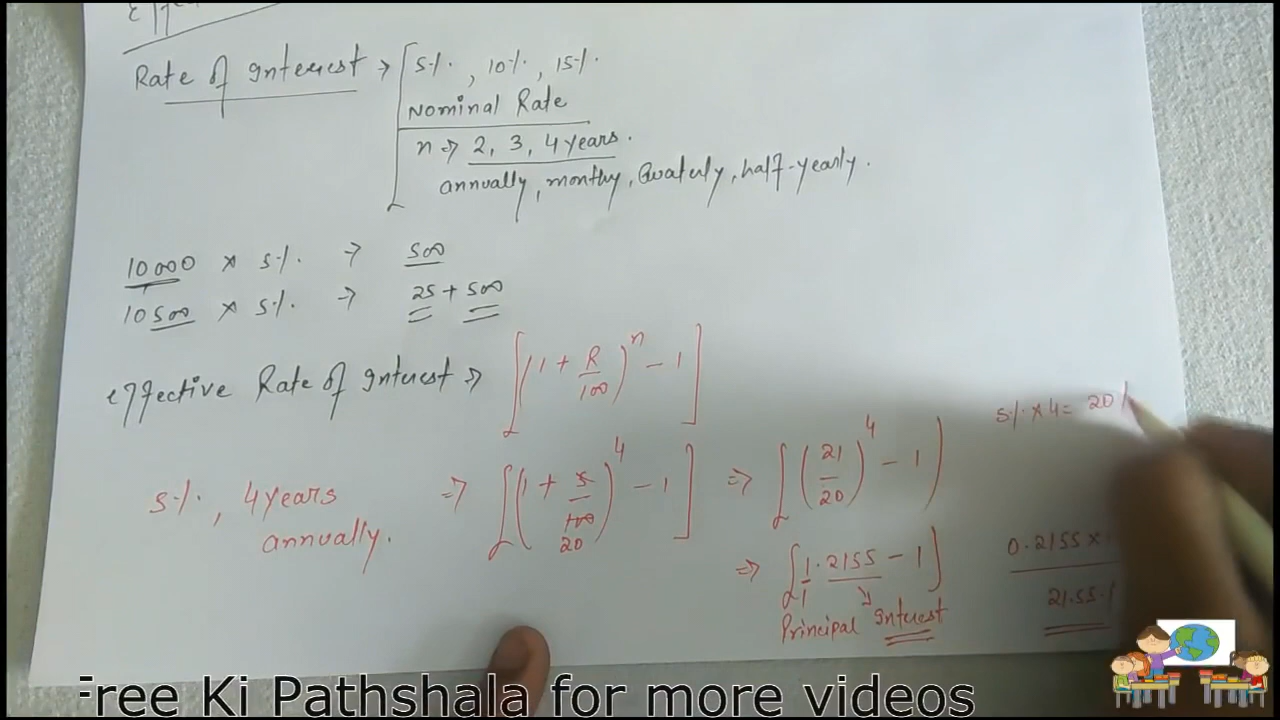 Rate of Interest → 5%, 10%, 15%.
Nominal Rate
n → 2, 3, 4 years.
annually, monthy, Quaterly, half-yearly.
10000 × 5% → 500
10500 × 5% → 25 + 500
effective Rate of Interest → [(1 + R/100)^n - 1]
5%, 4 years
annually.
⇒ [(1 + 5/100)^4 - 1] ⇒ [(21/20)^4 - 1]
20
5% × 4 = 20%
⇒ [1.2155 - 1]
Principal Interest
0.2155 ×
21.55%
Free Ki Pathshala for more videos